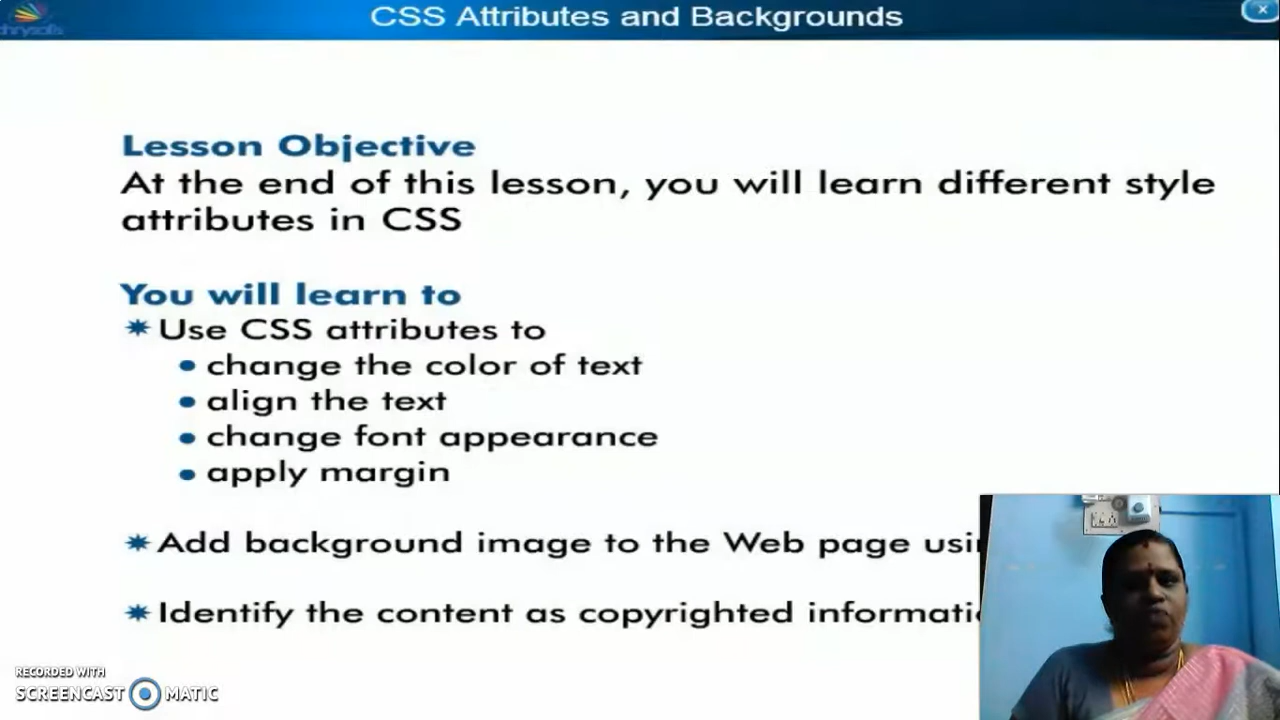 CSS Attributes and Backgrounds
chrysalis
Lesson Objective
At the end of this lesson, you will learn different style
attributes in CSS
You will learn to
Use CSS attributes to
change the color of text
align the text
change font appearance
apply margin
Add background image to the Web page
Identify the content as copyrighted
RECORDED WITH
SCREENCAST MATIC